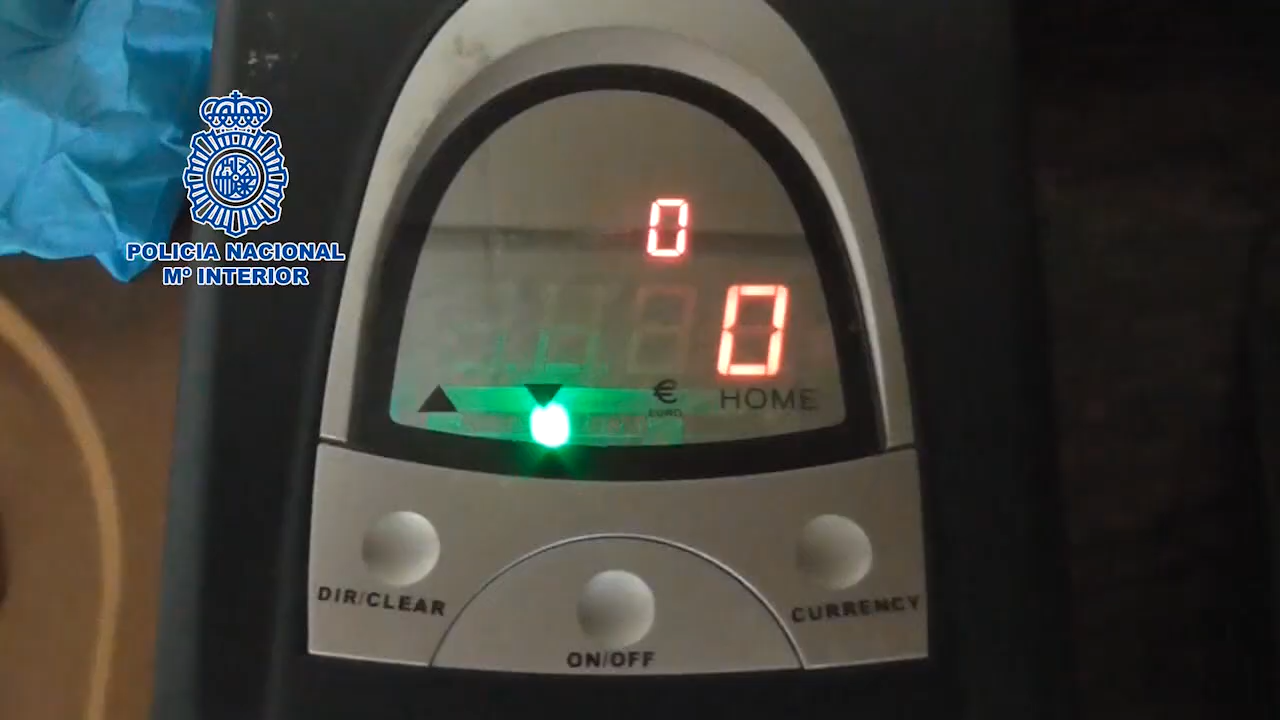 POLICIA NACIONAL
Mº INTERIOR
0
0
€
EURO
HOME
DIR/CLEAR
ON/OFF
CURRENCY